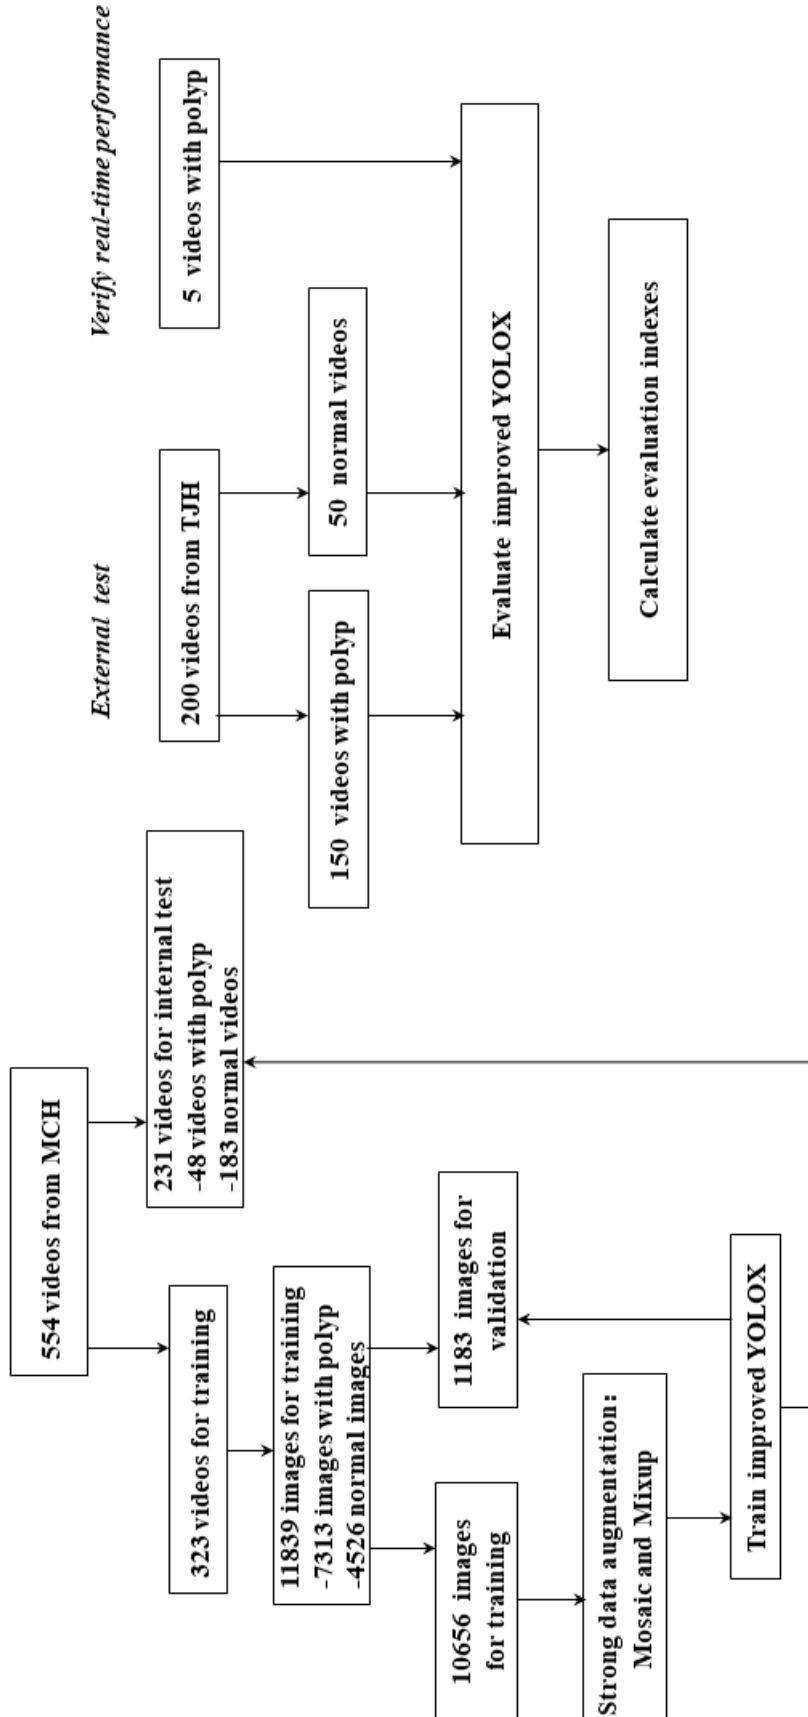 554 videos from MCH
323 videos for training
231 videos for internal test
-48 videos with polyp
-183 normal videos
11839 images for training
-7313 images with polyp
-4526 normal images
10656 images
for training
1183 images for
validation
Strong data augmentation:
Mosaic and Mixup
Train improved YOLOX
External test
200 videos from TJH
150 videos with polyp
50 normal videos
Verify real-time performance
5 videos with polyp
Evaluate improved YOLOX
Calculate evaluation indexes